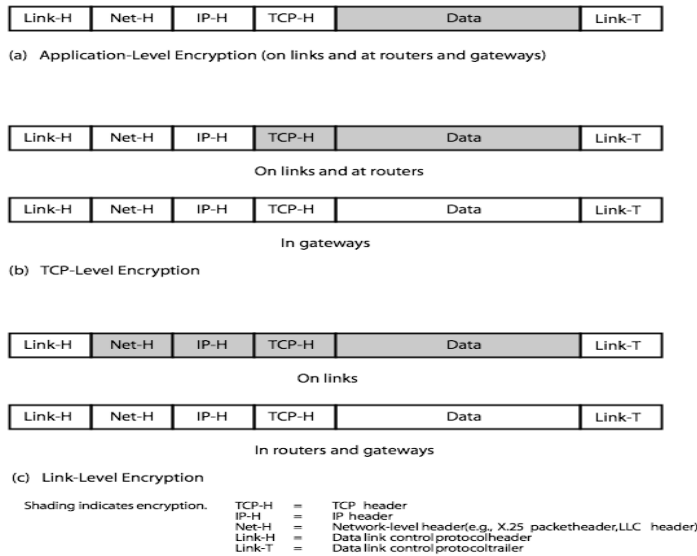 Link-H Net-H IP-H TCP-H Data Link-T
(a) Application-Level Encryption (on links and at routers and gateways)
Link-H Net-H IP-H TCP-H Data Link-T
On links and at routers
Link-H Net-H IP-H TCP-H Data Link-T
In gateways
(b) TCP-Level Encryption
Link-H Net-H IP-H TCP-H Data Link-T
On links
Link-H Net-H IP-H TCP-H Data Link-T
In routers and gateways
(c) Link-Level Encryption
Shading indicates encryption. TCP-H = TCP header
IP-H = IP header
Net-H = Network-level header(e.g., X.25 packetheader,LLC header)
Link-H = Data link control protocolheader
Link-T = Data link control protocoltrailer